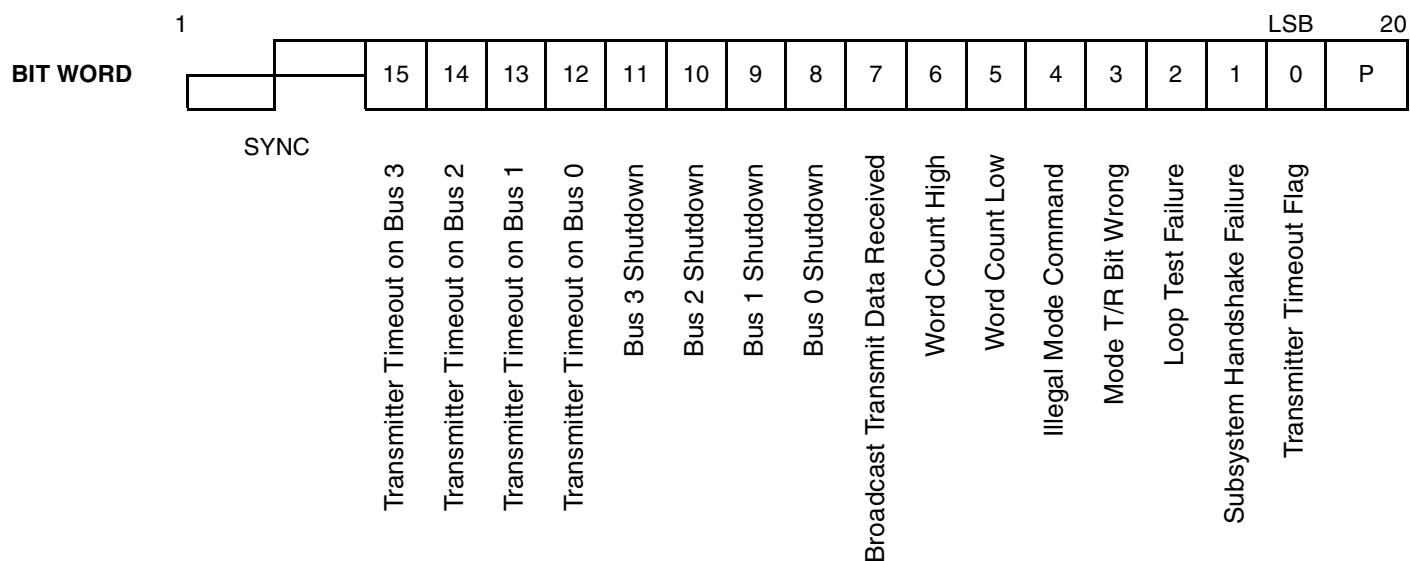 1 LSB 20
BIT WORD 15 14 13 12 11 10 9 8 7 6 5 4 3 2 1 0 P
SYNC
Transmitter Timeout on Bus 3
Transmitter Timeout on Bus 2
Transmitter Timeout on Bus 1
Transmitter Timeout on Bus 0
Bus 3 Shutdown
Bus 2 Shutdown
Bus 1 Shutdown
Bus 0 Shutdown
Broadcast Transmit Data Received
Word Count High
Word Count Low
Illegal Mode Command
Mode T/R Bit Wrong
Loop Test Failure
Subsystem Handshake Failure
Transmitter Timeout Flag